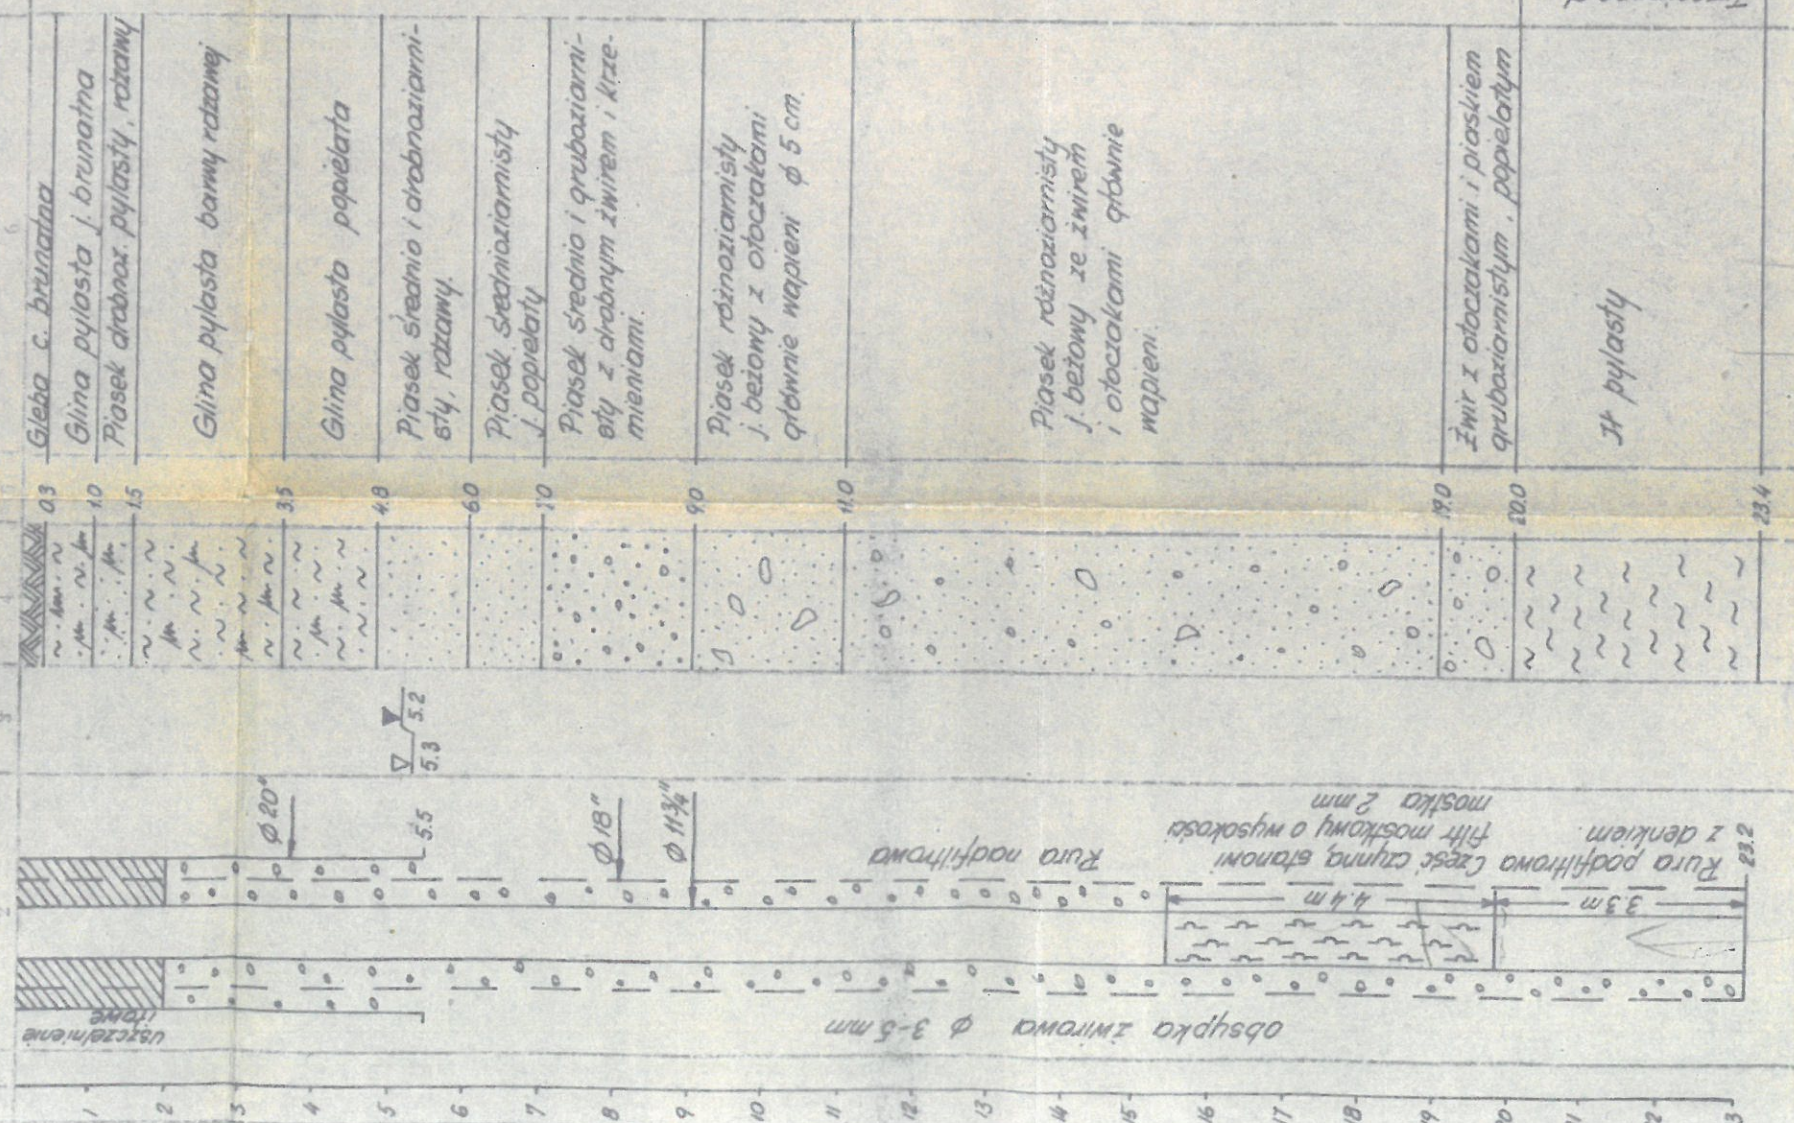 Gleba c. brunatna
Glina pylasta j. brunatna
Piasek drobnoz. pylasty, rdzawy
Glina pylasta barwy rdzawej
Glina pylasta popielata
Piasek średnio i drobnoziarni-
sty, rdzawy.
Piasek średnioziarnisty
j. popielaty
Piasek średnio i gruboziarni-
sty z drobnym żwirem i krze-
mieniami.
Piasek różnoziarnisty
j. beżowy z otoczakami
głównie wapieni ϕ 5 cm.
Piasek różnoziarnisty
j. beżowy ze żwirem
i otoczakami głównie
wapieni.
Żwir z otoczakami i piaskiem
gruboziarnistym, popielatym
Ił pylasty
0.3
1.0
1.5
3.5
4.8
6.0
7.0
9.0
11.0
19.0
20.0
23.4
6
4
3
2
5.3
5.2
ϕ 20"
5.5
ϕ 18"
ϕ 11¾"
Rura nadfiltrowa
Część czynną stanowi
filtr mostkowy o wysokości
mostka 2 mm
Rura podfiltrowa
z denkiem.
23.2
4.4 m
3.3 m
uszczelnienie
iłowe
obsypka żwirowa ϕ 3-5 mm
1
2
3
4
5
6
7
8
9
10
11
12
13
14
15
16
17
18
19
20
21
22
23